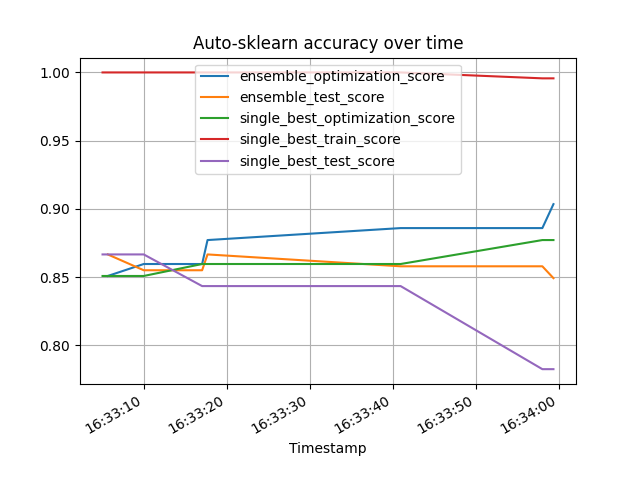 Auto-sklearn accuracy over time
1.00
0.95
0.90
0.85
0.80
ensemble_optimization_score
ensemble_test_score
single_best_optimization_score
single_best_train_score
single_best_test_score
16:33:10
16:33:20
16:33:30
16:33:40
16:33:50
16:34:00
Timestamp